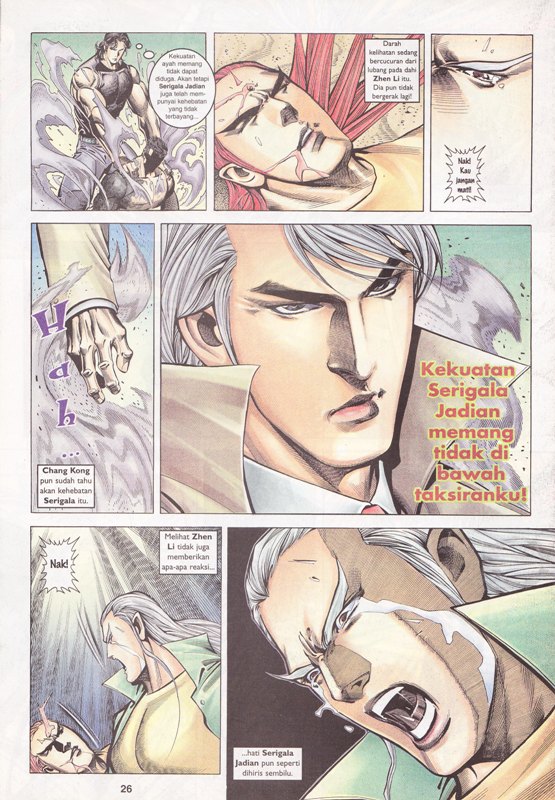 Kekuatan
ayah memang
tidak dapat
diduga. Akan tetapi
Serigala Jadian
juga telah mem-
punyai kehebatan
yang tidak
terbayang...
Darah
kelihatan sedang
bercucuran dari
lubang pada dahi
Zhen Li itu.
Dia pun tidak
bergerak lagi!
Nak!
Kau
jangan
mati!
Hah...
Chang Kong
pun sudah tahu
akan kehebatan
Serigala itu.
Kekuatan
Serigala
Jadian
memang
tidak di
bawah
taksiranku!
Nak!
Melihat Zhen
Li tidak juga
memberikan
apa-apa reaksi...
...hati Serigala
Jadian pun seperti
dihiris sembilu.
26